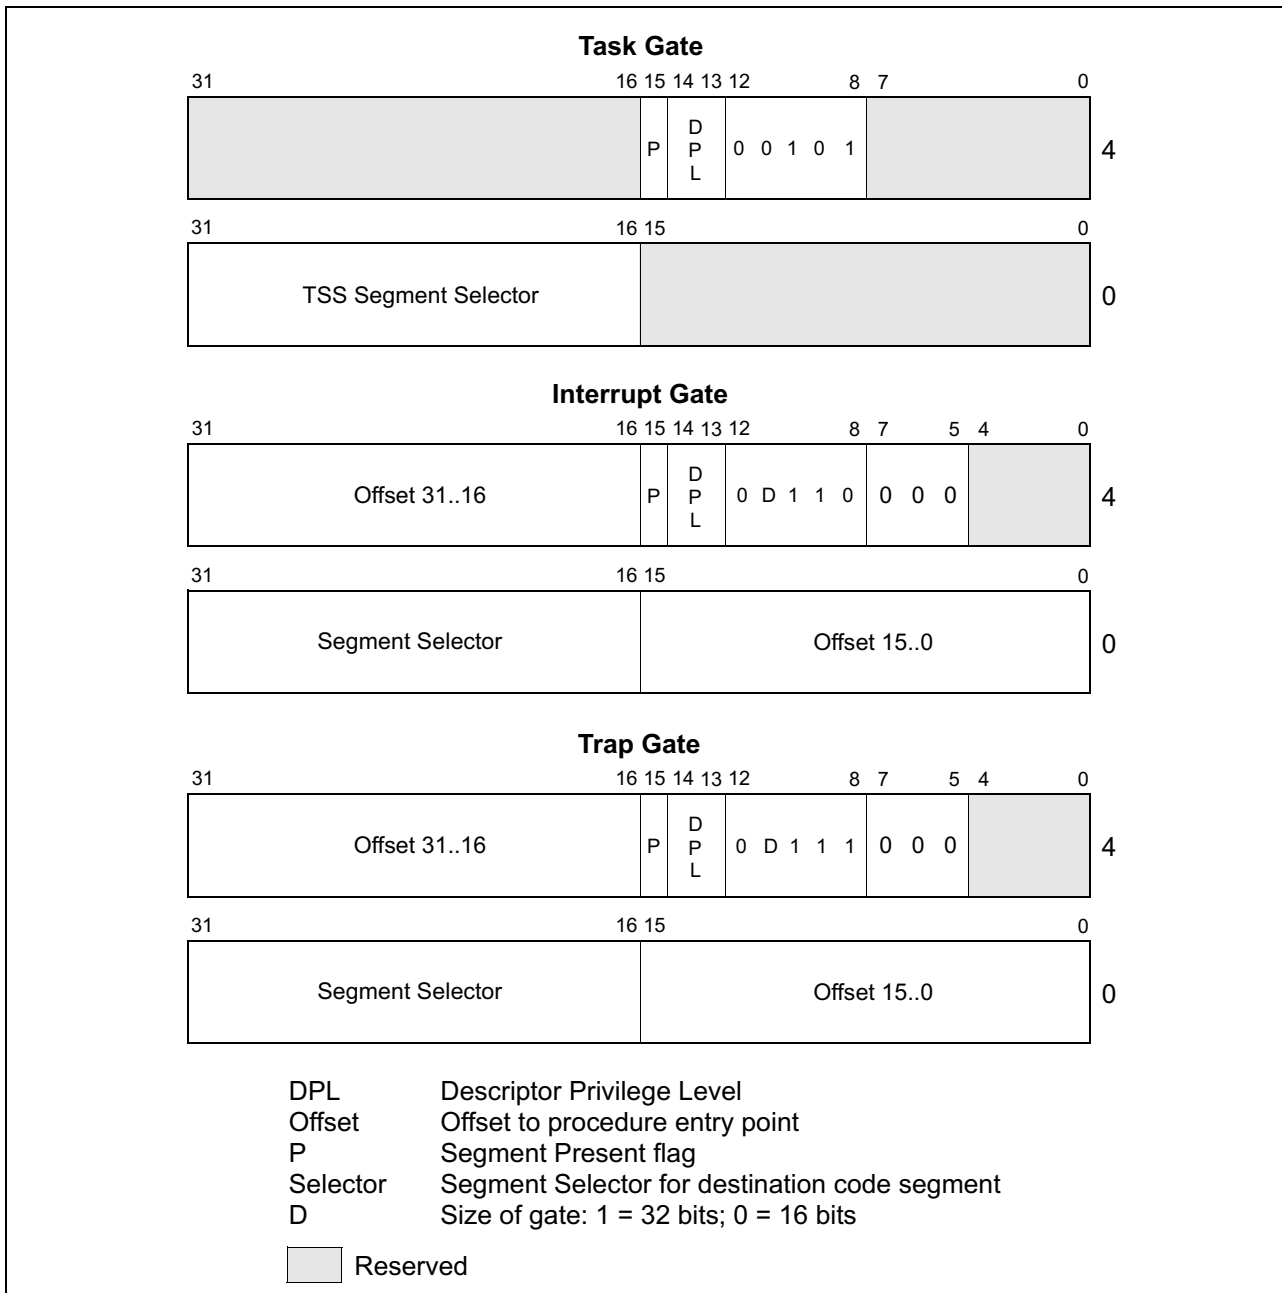 Task Gate
31 16 15 14 13 12 8 7 0
P D P L 0 0 1 0 1 4
31 16 15 0
TSS Segment Selector 0
Interrupt Gate
31 16 15 14 13 12 8 7 5 4 0
Offset 31..16 P D P L 0 D 1 1 0 0 0 0 4
31 16 15 0
Segment Selector Offset 15..0 0
Trap Gate
31 16 15 14 13 12 8 7 5 4 0
Offset 31..16 P D P L 0 D 1 1 1 0 0 0 4
31 16 15 0
Segment Selector Offset 15..0 0
DPL Descriptor Privilege Level
Offset Offset to procedure entry point
P Segment Present flag
Selector Segment Selector for destination code segment
D Size of gate: 1 = 32 bits; 0 = 16 bits
Reserved